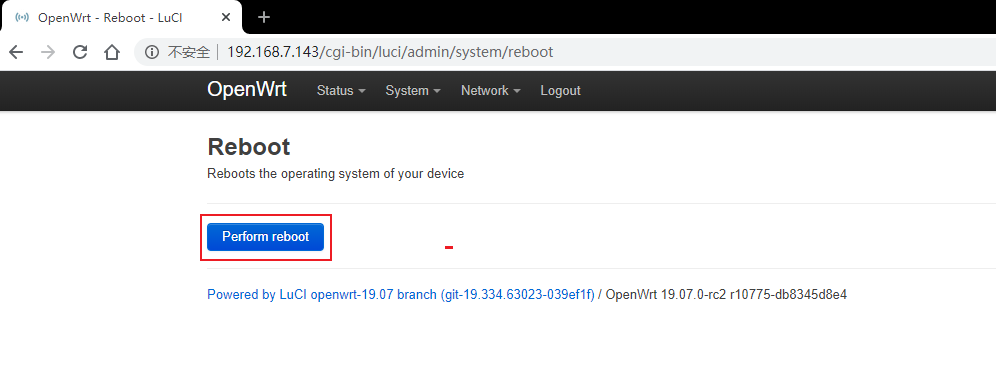 OpenWrt - Reboot - LuCI
不安全 192.168.7.143/cgi-bin/luci/admin/system/reboot
OpenWrt Status System Network Logout
Reboot
Reboots the operating system of your device
Perform reboot
Powered by LuCI openwrt-19.07 branch (git-19.334.63023-039ef1f) / OpenWrt 19.07.0-rc2 r10775-db8345d8e4